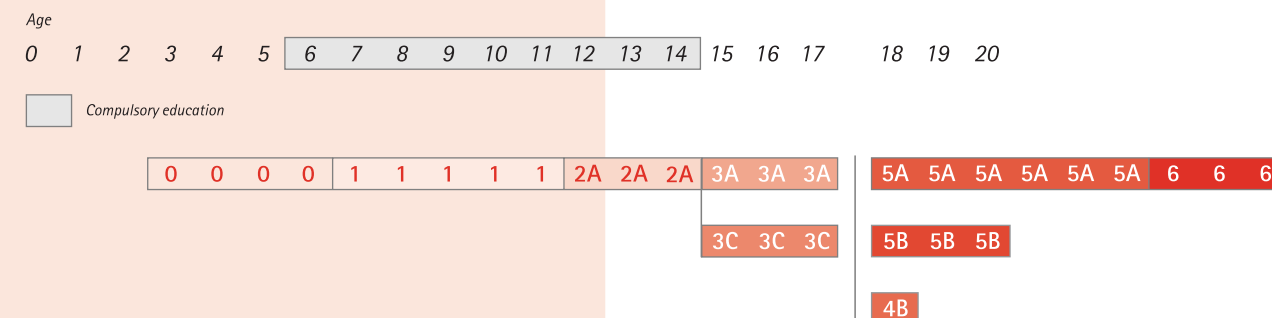 Age
0 1 2 3 4 5 6 7 8 9 10 11 12 13 14 15 16 17 18 19 20
Compulsory education
0 0 0 0 1 1 1 1 1 2A 2A 2A 3A 3A 3A 5A 5A 5A 5A 5A 5A 6 6 6
3C 3C 3C 5B 5B 5B
4B